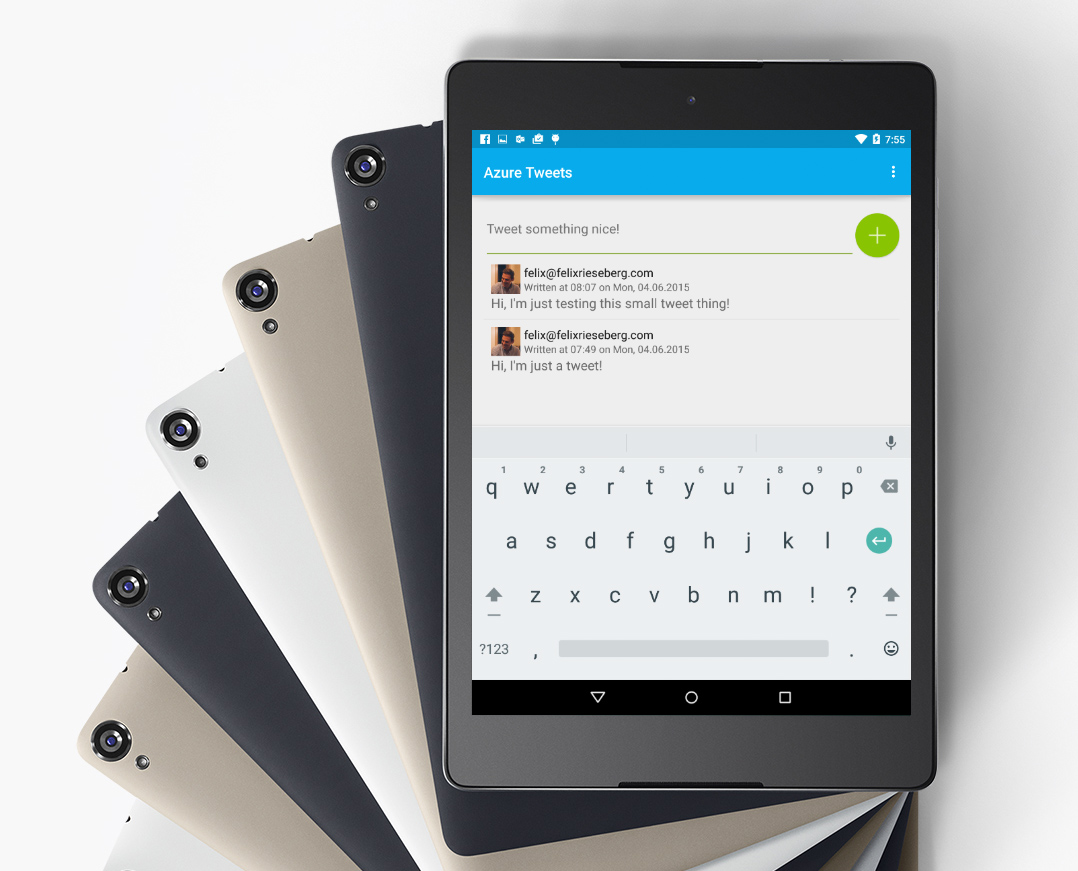 7:55
Azure Tweets
Tweet something nice!
felix@felixrieseberg.com
Written at 08:07 on Mon, 04.06.2015
Hi, I'm just testing this small tweet thing!
felix@felixrieseberg.com
Written at 07:49 on Mon, 04.06.2015
Hi, I'm just a tweet!
1 2 3 4 5 6 7 8 9 0
q w e r t y u i o p
a s d f g h j k l
z x c v b n m ! ?
?123 , .